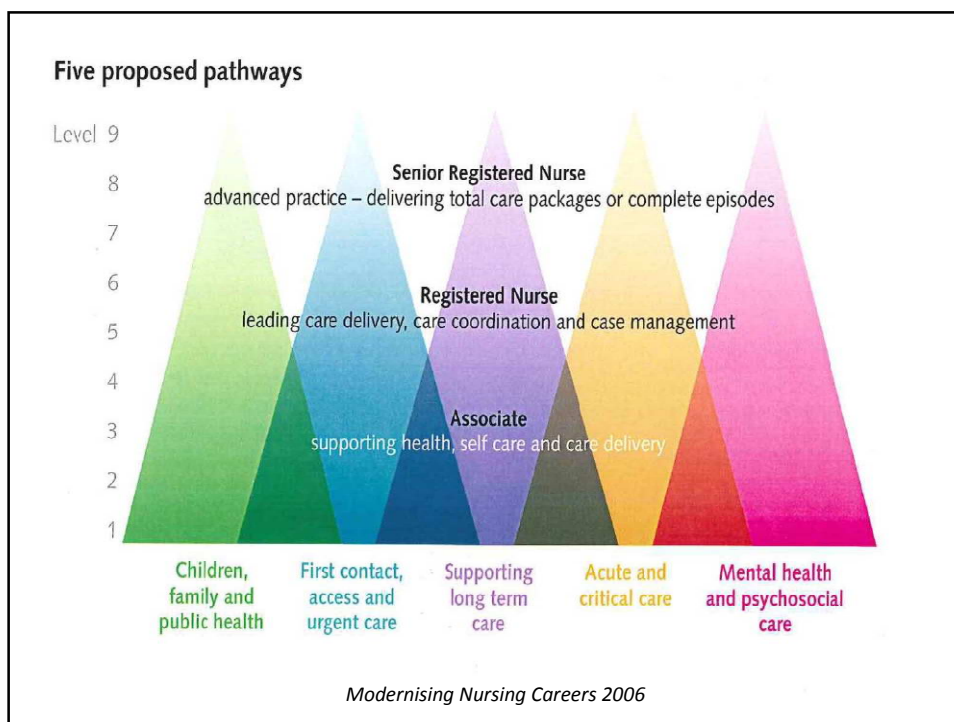 Five proposed pathways
Level 9
8
Senior Registered Nurse
advanced practice – delivering total care packages or complete episodes
7
6
Registered Nurse
leading care delivery, care coordination and case management
5
4
Associate
3
supporting health, self care and care delivery
2
1
Children,
family and
public health
First contact,
access and
urgent care
Supporting
long term
care
Acute and
critical care
Mental health
and psychosocial
care
Modernising Nursing Careers 2006